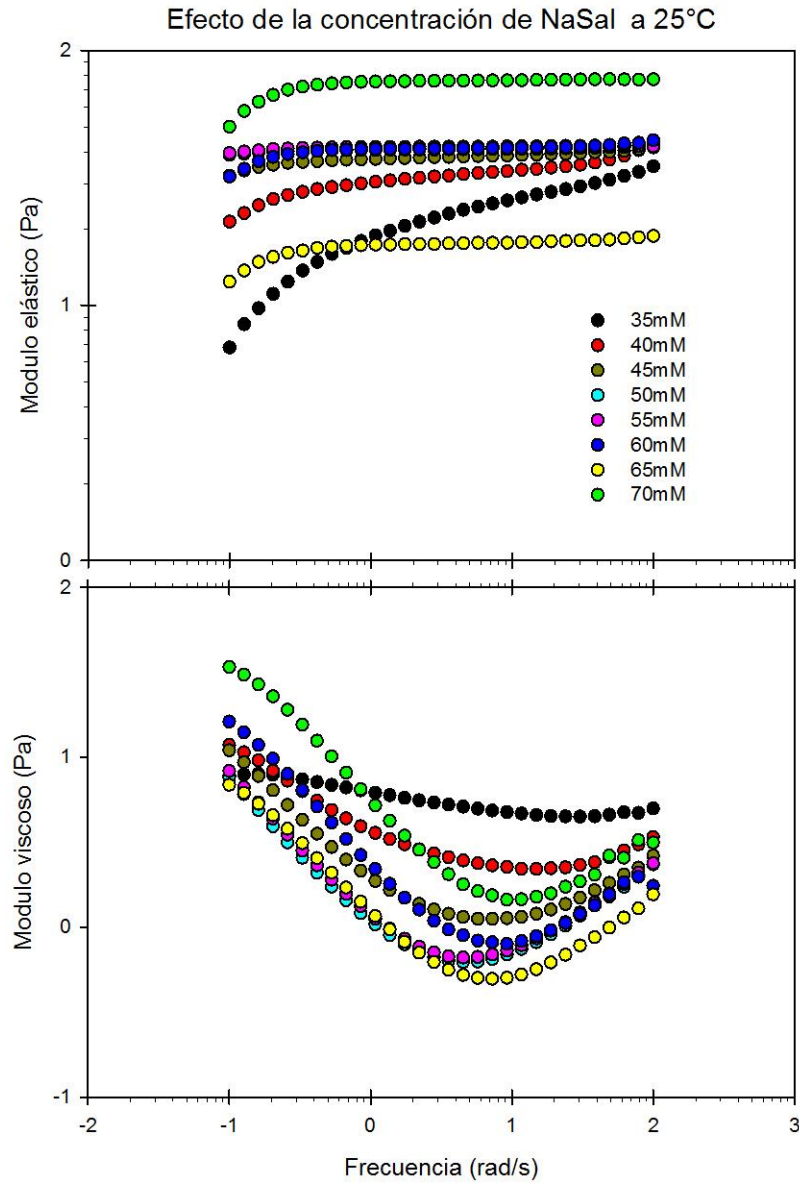 Efecto de la concentración de NaSal a 25°C
2
1
0
Modulo elástico (Pa)
35mM
40mM
45mM
50mM
55mM
60mM
65mM
70mM
2
1
0
-1
Modulo viscoso (Pa)
-2 -1 0 1 2 3
Frecuencia (rad/s)